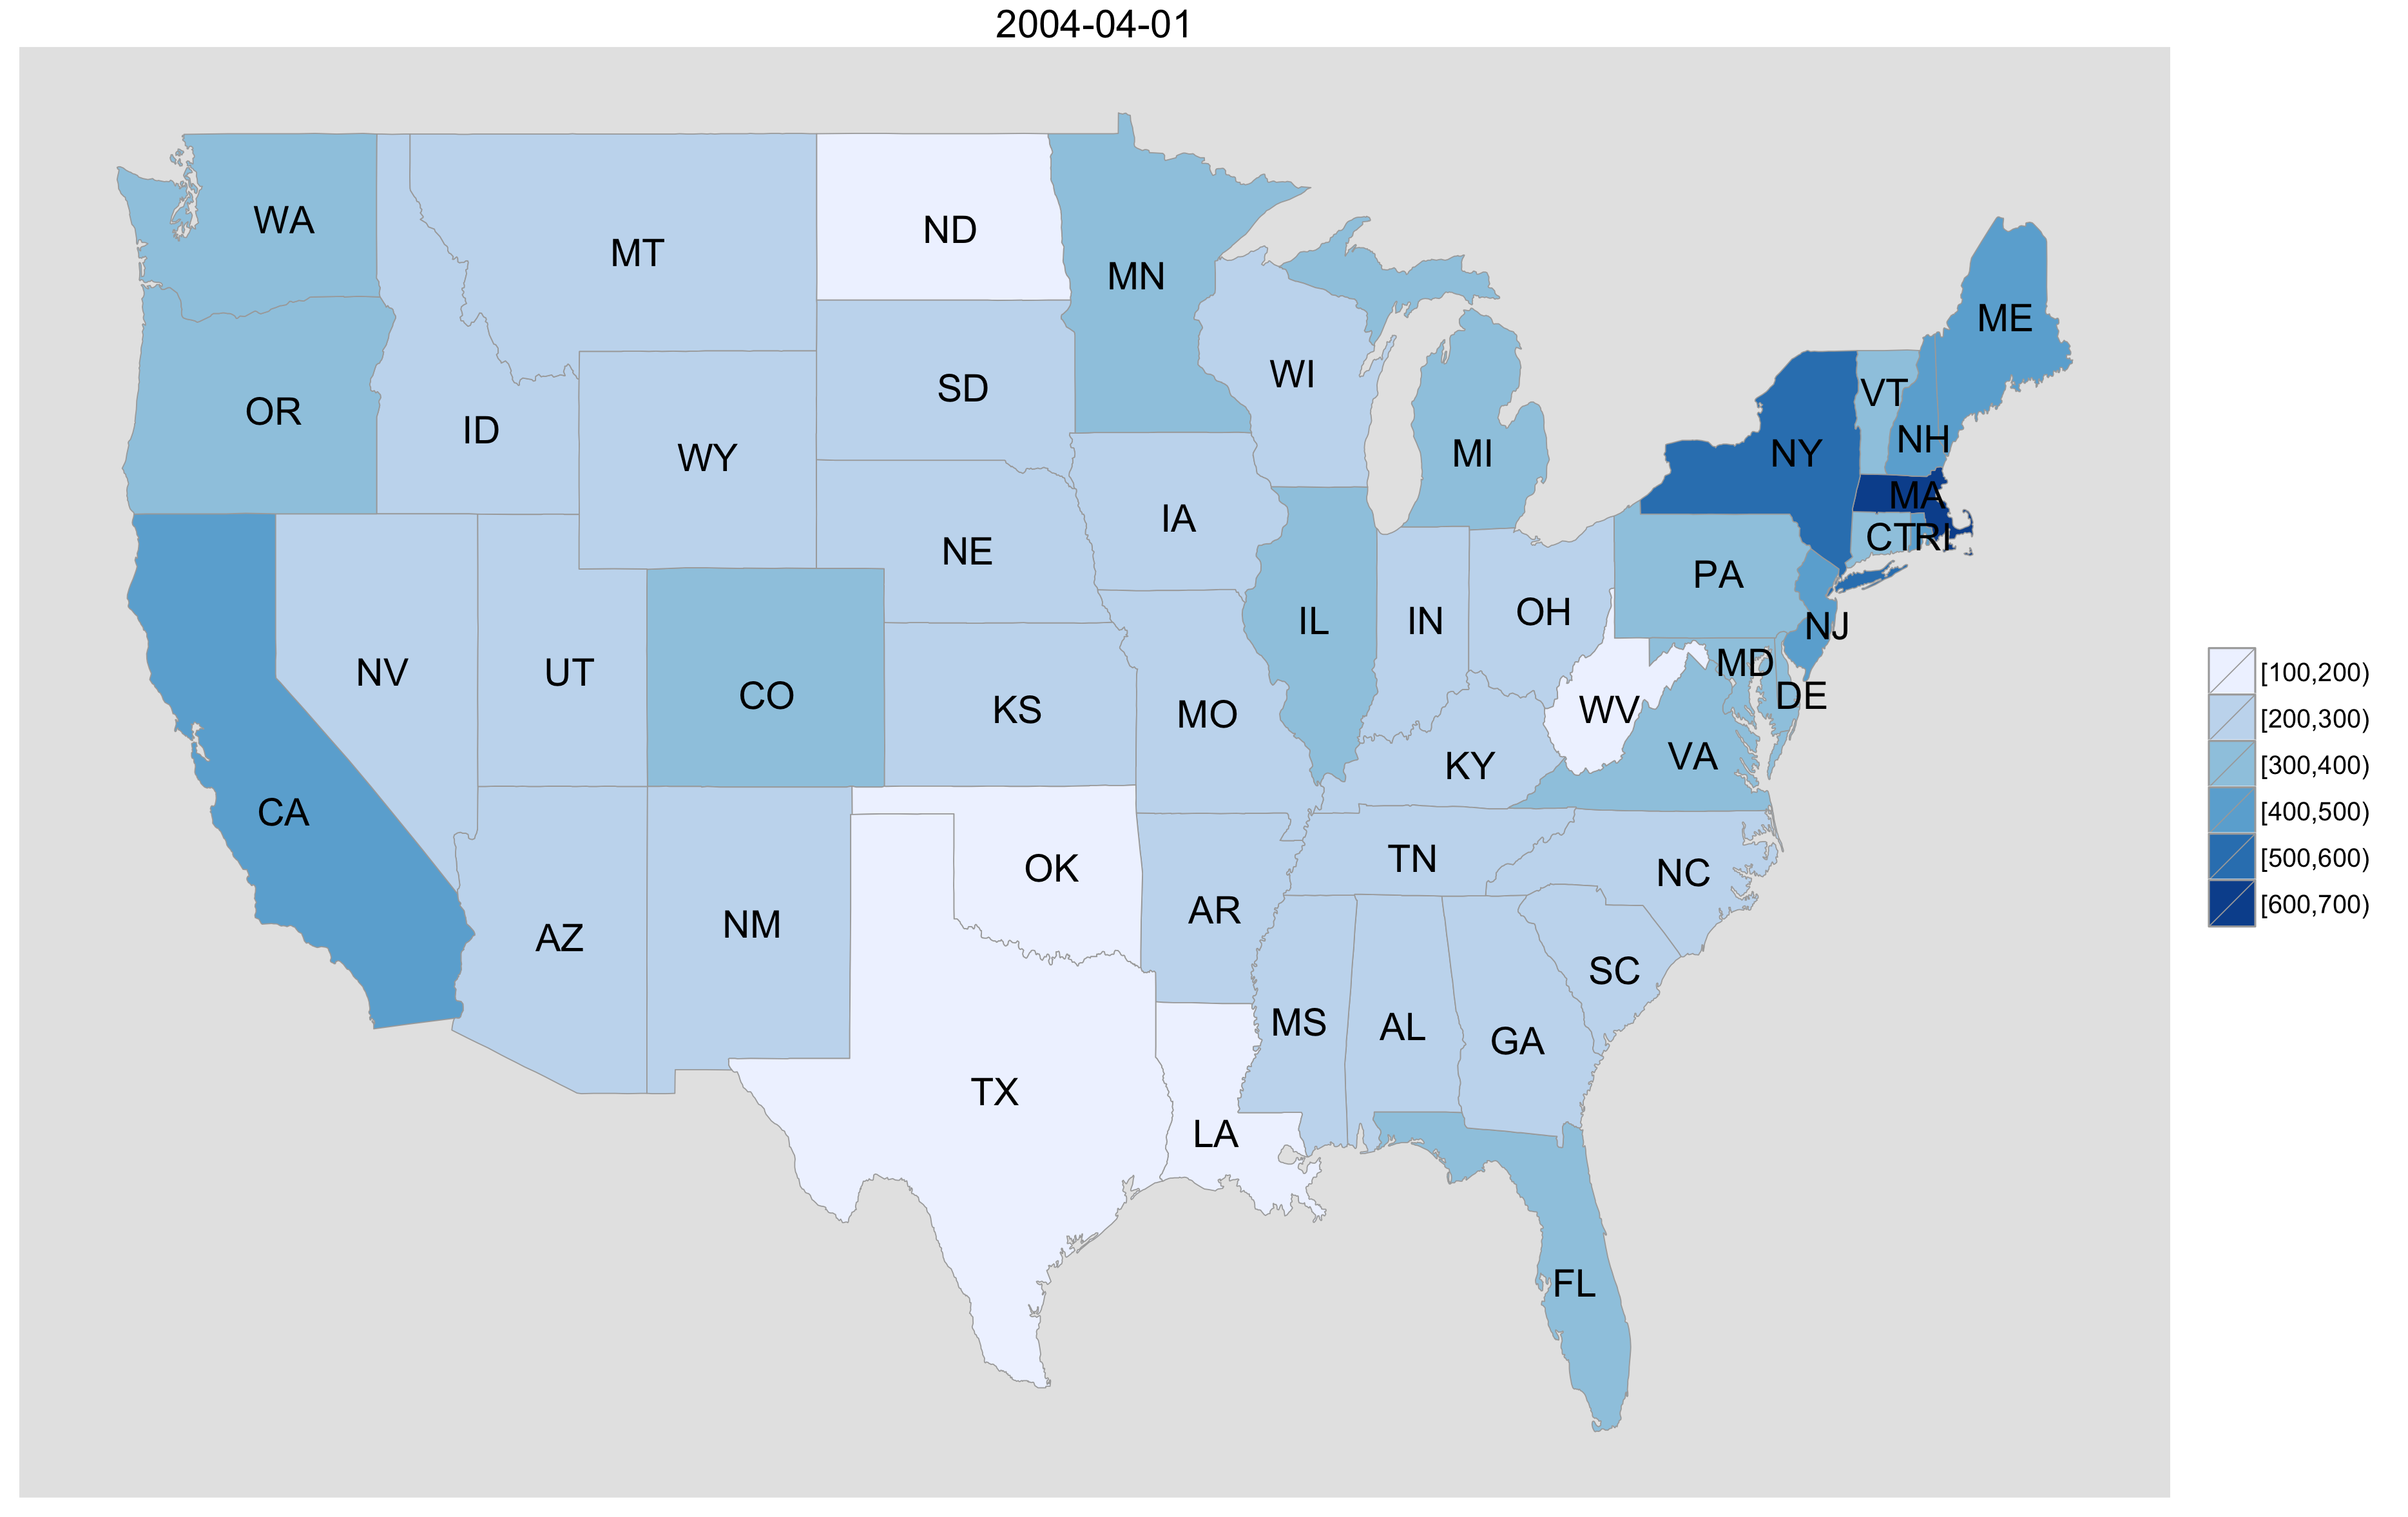 2004-04-01
WA
MT
ND
MN
ME
OR
ID
WY
SD
WI
MI
VT
NH
NY
MA
CT
RI
NE
IA
PA
NJ
NV
UT
CO
KS
MO
IL
IN
OH
WV
MD
DE
VA
KY
CA
AZ
NM
OK
AR
TN
NC
SC
TX
LA
MS
AL
GA
FL
[100,200)
[200,300)
[300,400)
[400,500)
[500,600)
[600,700)